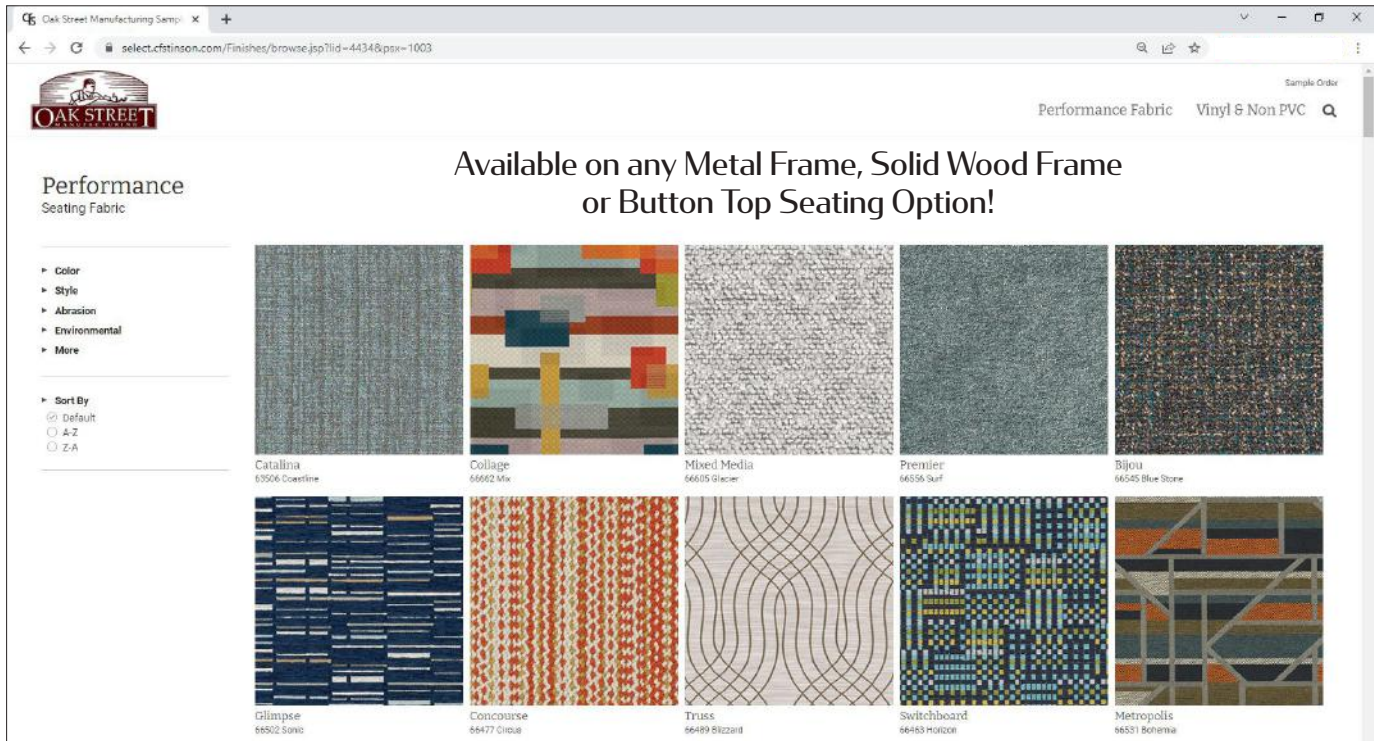 Oak Street Manufacturing Samp
select.cfstinson.com/Finishes/browse.jsp?lid=4434&psx=1003
Sample Order
OAK STREET
MANUFACTURING
Performance Fabric Vinyl & Non PVC
Available on any Metal Frame, Solid Wood Frame
or Button Top Seating Option!
Performance
Seating Fabric
Color
Style
Abrasion
Environmental
More
Sort By
Default
A-Z
Z-A
Catalina
63506 Coastline
Collage
66662 Mix
Mixed Media
66605 Glacier
Premier
66556 Surf
Bijou
66545 Blue Stone
Glimpse
66502 Sonic
Concourse
66477 Circus
Truss
66489 Blizzard
Switchboard
66463 Horizon
Metropolis
66531 Bohemia